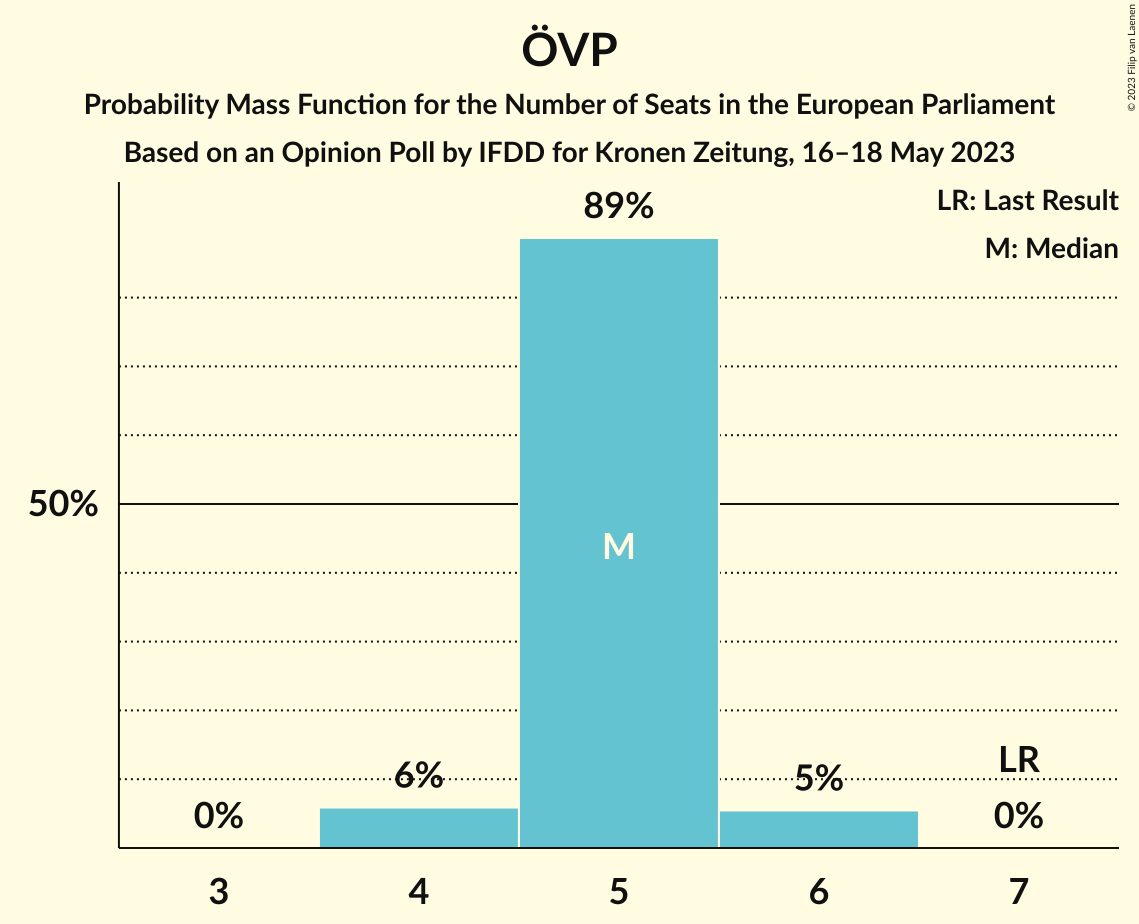 ÖVP
Probability Mass Function for the Number of Seats in the European Parliament
Based on an Opinion Poll by IFDD for Kronen Zeitung, 16–18 May 2023
© 2023 Filip van Laenen
LR: Last Result
M: Median
89%
50%
M
LR
6%
5%
0%
0%
3
4
5
6
7